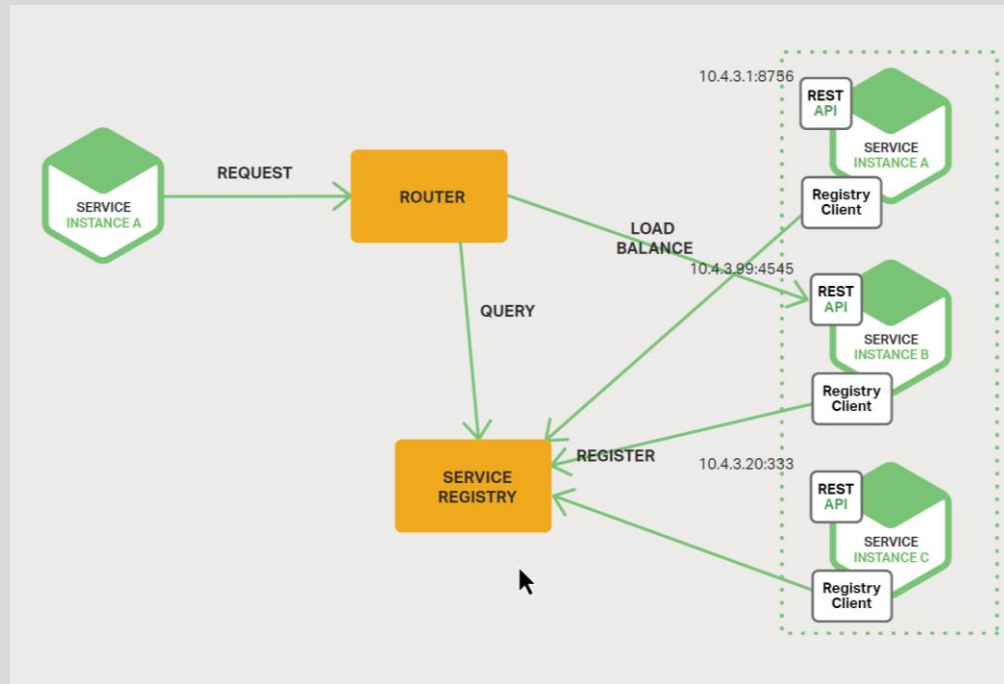 SERVICE
INSTANCE A
REQUEST
ROUTER
LOAD
BALANCE
QUERY
SERVICE
REGISTRY
REGISTER
10.4.3.1:8756
REST
API
SERVICE
INSTANCE A
Registry
Client
10.4.3.99:4545
REST
API
SERVICE
INSTANCE B
Registry
Client
10.4.3.20:333
REST
API
SERVICE
INSTANCE C
Registry
Client